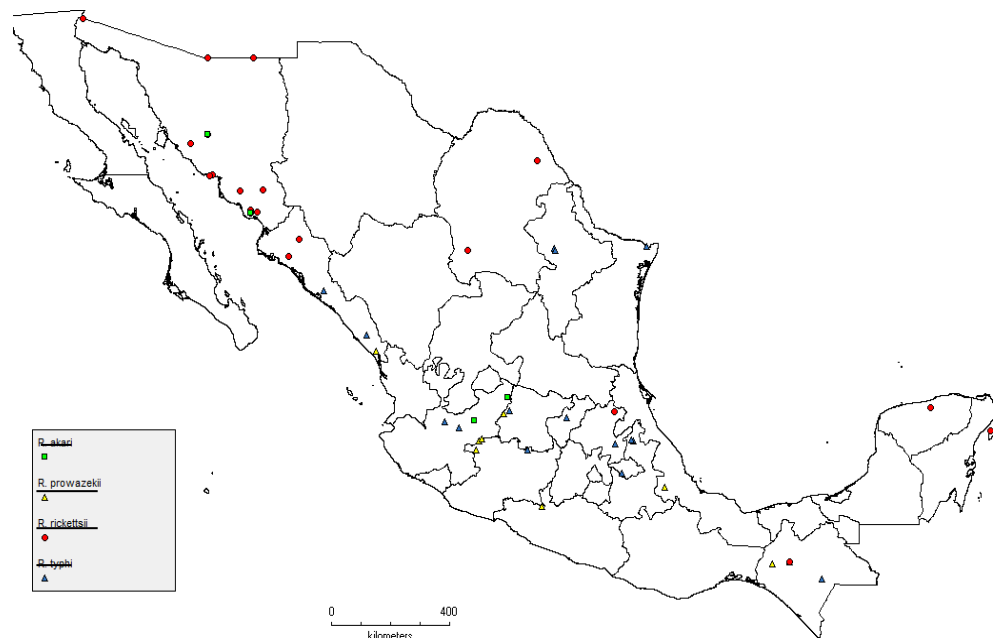 R. akari
R. prowazekii
R. rickettsii
R. typhi
0 400
kilometers